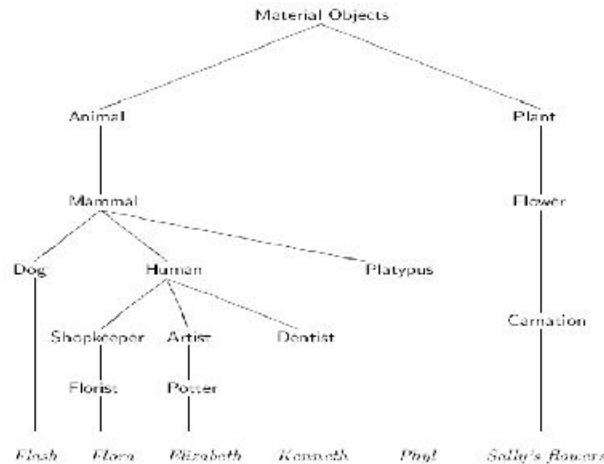 Material Objects
Animal Plant
Mammal Flower
Dog Human Platypus
Carnation
Shopkeeper Artist Dentist
Florist Potter
Flash Flora Elizabeth Kenneth Phyl Sally's flowers